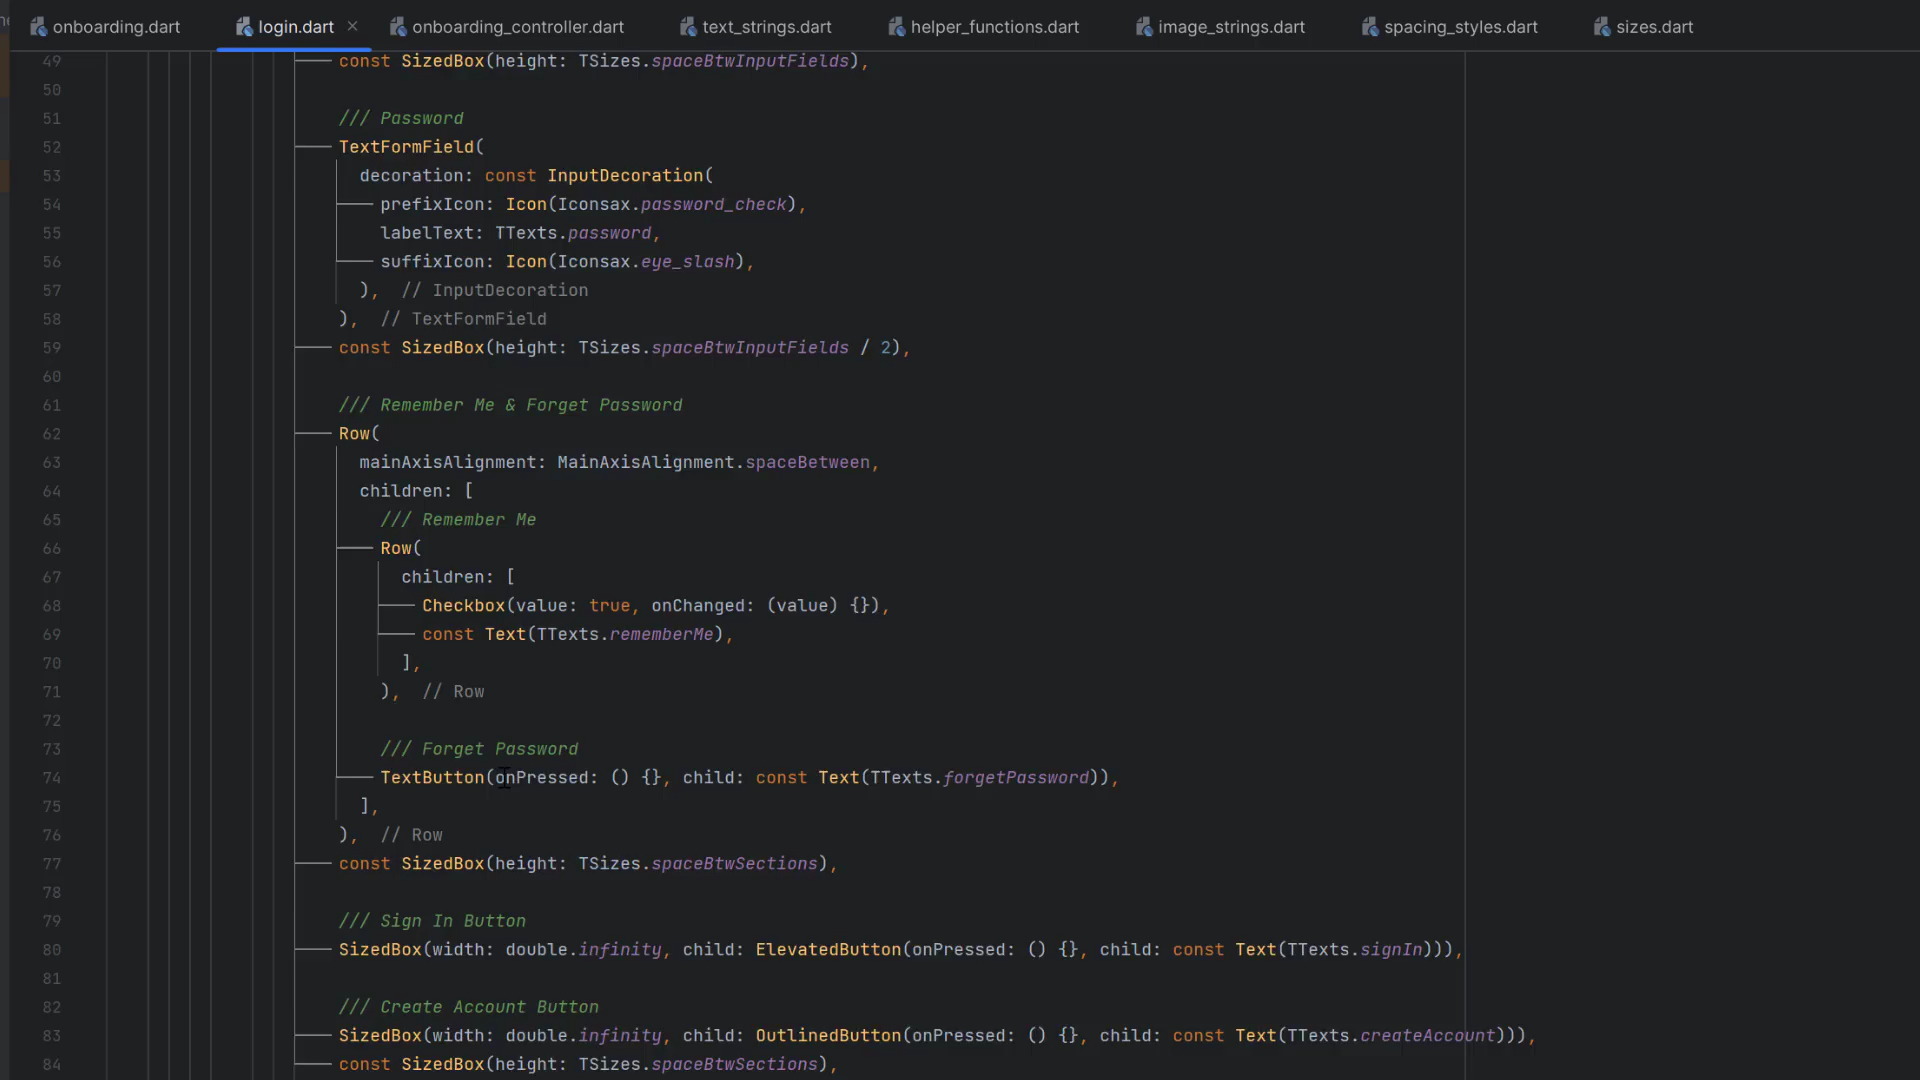 onboarding.dart login.dart onboarding_controller.dart text_strings.dart helper_functions.dart image_strings.dart spacing_styles.dart sizes.dart
49 const SizedBox(height: TSizes.spaceBtwInputFields),
50
51 /// Password
52 TextFormField(
53 decoration: const InputDecoration(
54 prefixIcon: Icon(Iconsax.password_check),
55 labelText: TTexts.password,
56 suffixIcon: Icon(Iconsax.eye_slash),
57 ), // InputDecoration
58 ), // TextFormField
59 const SizedBox(height: TSizes.spaceBtwInputFields / 2),
60
61 /// Remember Me & Forget Password
62 Row(
63 mainAxisAlignment: MainAxisAlignment.spaceBetween,
64 children: [
65 /// Remember Me
66 Row(
67 children: [
68 Checkbox(value: true, onChanged: (value) {}),
69 const Text(TTexts.rememberMe),
70 ],
71 ), // Row
72
73 /// Forget Password
74 TextButton(onPressed: () {}, child: const Text(TTexts.forgetPassword)),
75 ],
76 ), // Row
77 const SizedBox(height: TSizes.spaceBtwSections),
78
79 /// Sign In Button
80 SizedBox(width: double.infinity, child: ElevatedButton(onPressed: () {}, child: const Text(TTexts.signIn))),
81
82 /// Create Account Button
83 SizedBox(width: double.infinity, child: OutlinedButton(onPressed: () {}, child: const Text(TTexts.createAccount))),
84 const SizedBox(height: TSizes.spaceBtwSections),